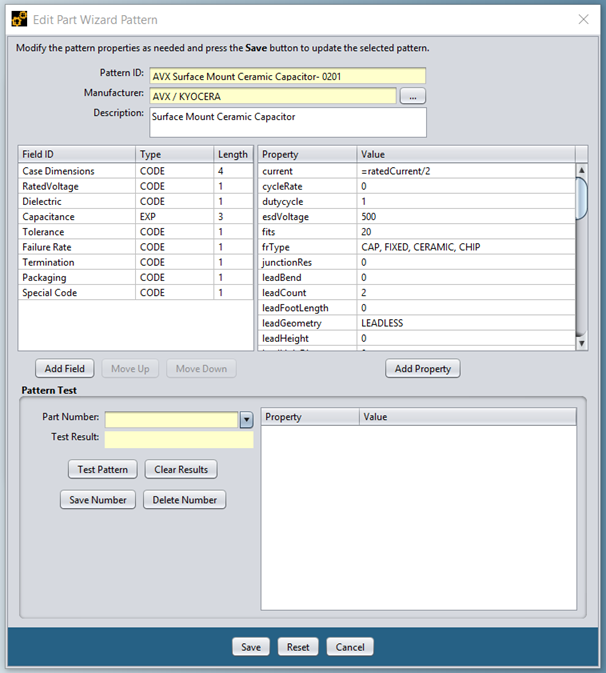 Edit Part Wizard Pattern
Modify the pattern properties as needed and press the Save button to update the selected pattern.
Pattern ID: AVX Surface Mount Ceramic Capacitor- 0201
Manufacturer: AVX / KYOCERA ...
Description: Surface Mount Ceramic Capacitor
Field ID Type Length
Case Dimensions CODE 4
RatedVoltage CODE 1
Dielectric CODE 1
Capacitance EXP 3
Tolerance CODE 1
Failure Rate CODE 1
Termination CODE 1
Packaging CODE 1
Special Code CODE 1
Property Value
current =ratedCurrent/2
cycleRate 0
dutycycle 1
esdVoltage 500
fits 20
frType CAP, FIXED, CERAMIC, CHIP
junctionRes 0
leadBend 0
leadCount 2
leadFootLength 0
leadGeometry LEADLESS
leadHeight 0
Add Field Move Up Move Down Add Property
Pattern Test
Part Number:
Test Result:
Test Pattern Clear Results
Save Number Delete Number
Property Value
Save Reset Cancel